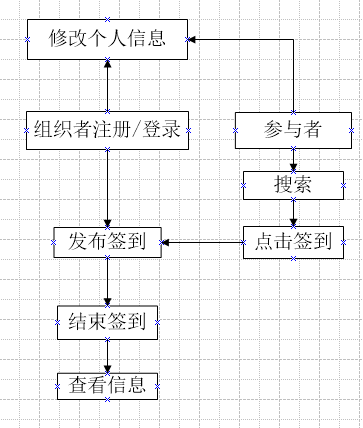 修改个人信息
组织者注册/登录
参与者
搜索
发布签到
点击签到
结束签到
查看信息